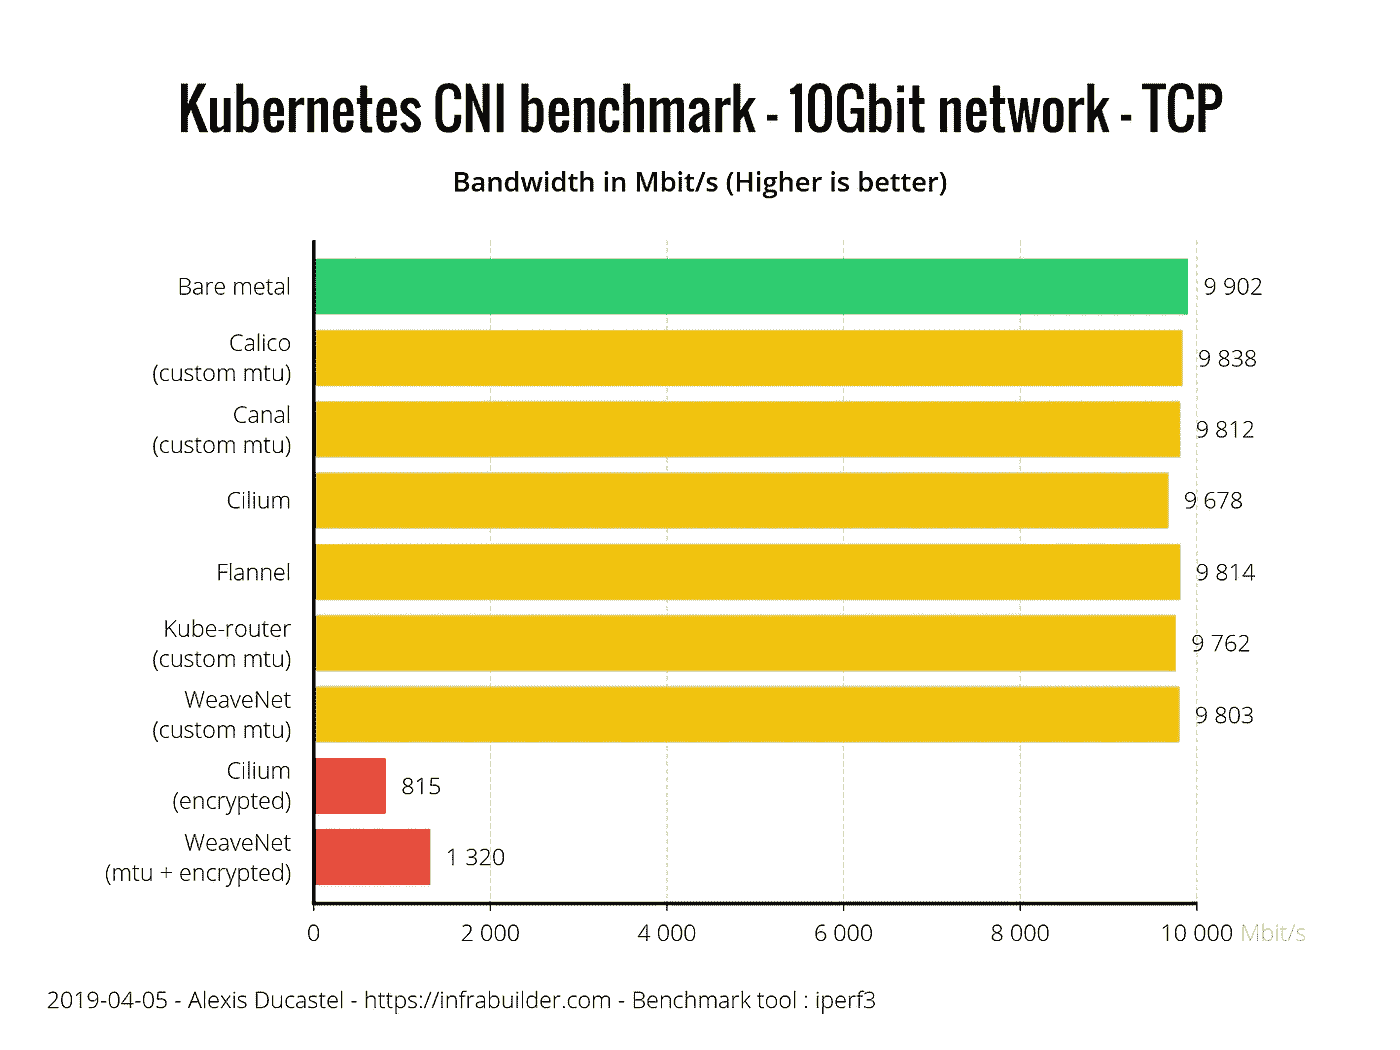 Kubernetes CNI benchmark - 10Gbit network - TCP
Bandwidth in Mbit/s (Higher is better)
Bare metal
9 902
Calico
(custom mtu)
9 838
Canal
(custom mtu)
9 812
Cilium
9 678
Flannel
9 814
Kube-router
(custom mtu)
9 762
WeaveNet
(custom mtu)
9 803
Cilium
(encrypted)
815
WeaveNet
(mtu + encrypted)
1 320
0 2 000 4 000 6 000 8 000 10 000 Mbit/s
2019-04-05 - Alexis Ducastel - https://infrabuilder.com - Benchmark tool : iperf3